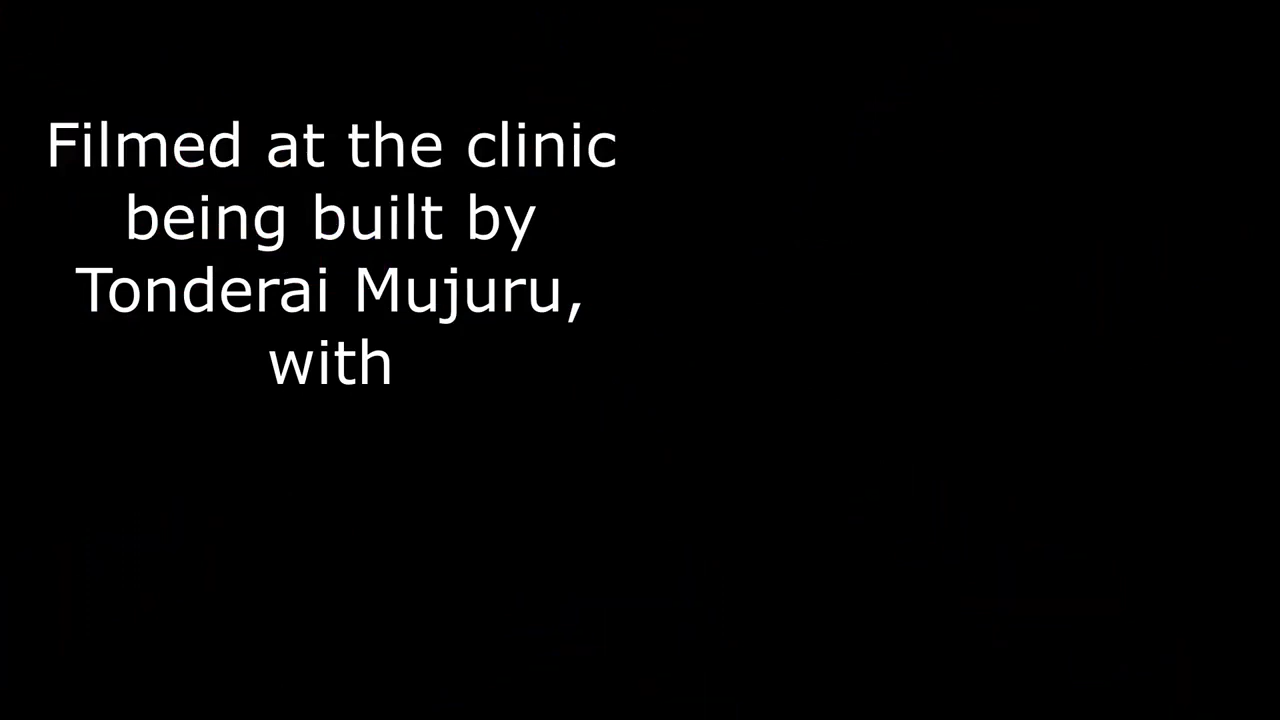 Filmed at the clinic
being built by
Tonderai Mujuru,
with